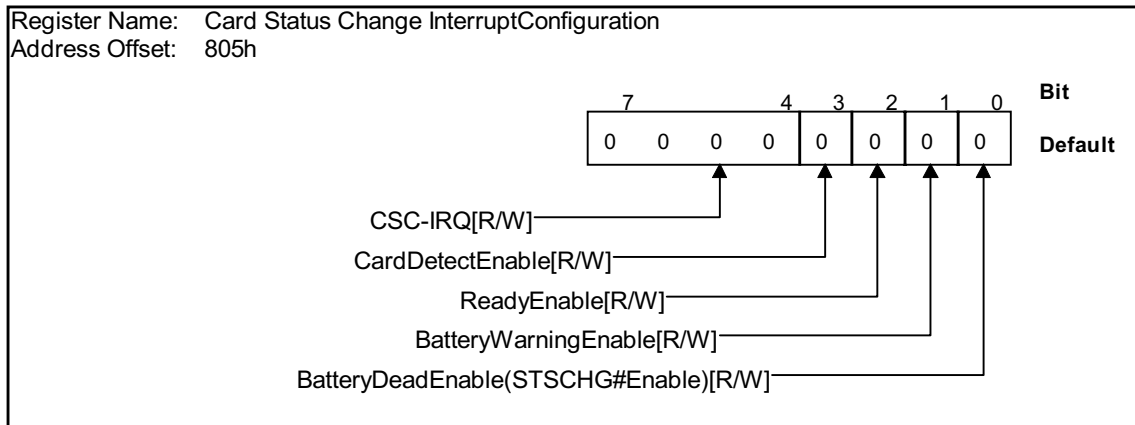 Register Name: Card Status Change InterruptConfiguration
Address Offset: 805h
7 4 3 2 1 0 Bit
0 0 0 0 0 0 0 0 Default
CSC-IRQ[R/W]
CardDetectEnable[R/W]
ReadyEnable[R/W]
BatteryWarningEnable[R/W]
BatteryDeadEnable(STSCHG#Enable)[R/W]